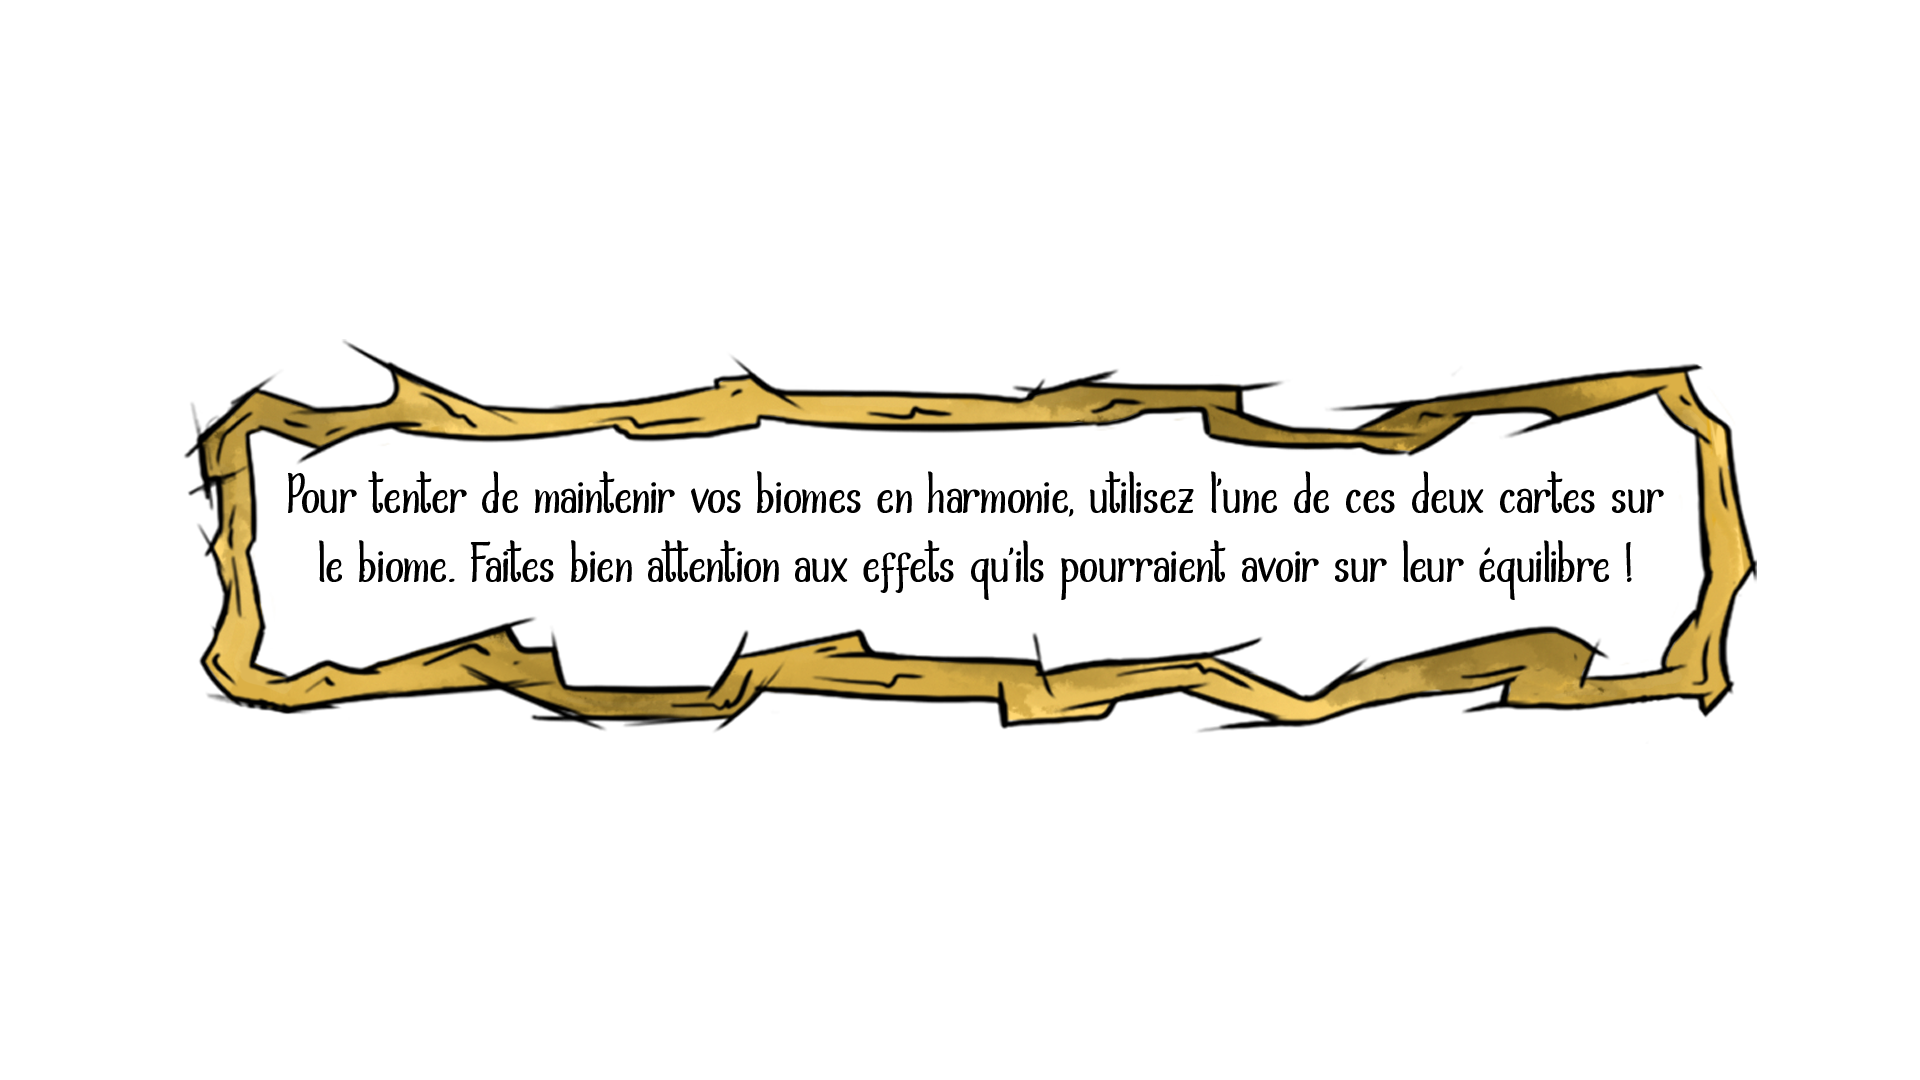 Pour tenter de maintenir vos biomes en harmonie, utilisez l'une de ces deux cartes sur
le biome. Faites bien attention aux effets qu'ils pourraient avoir sur leur équilibre !